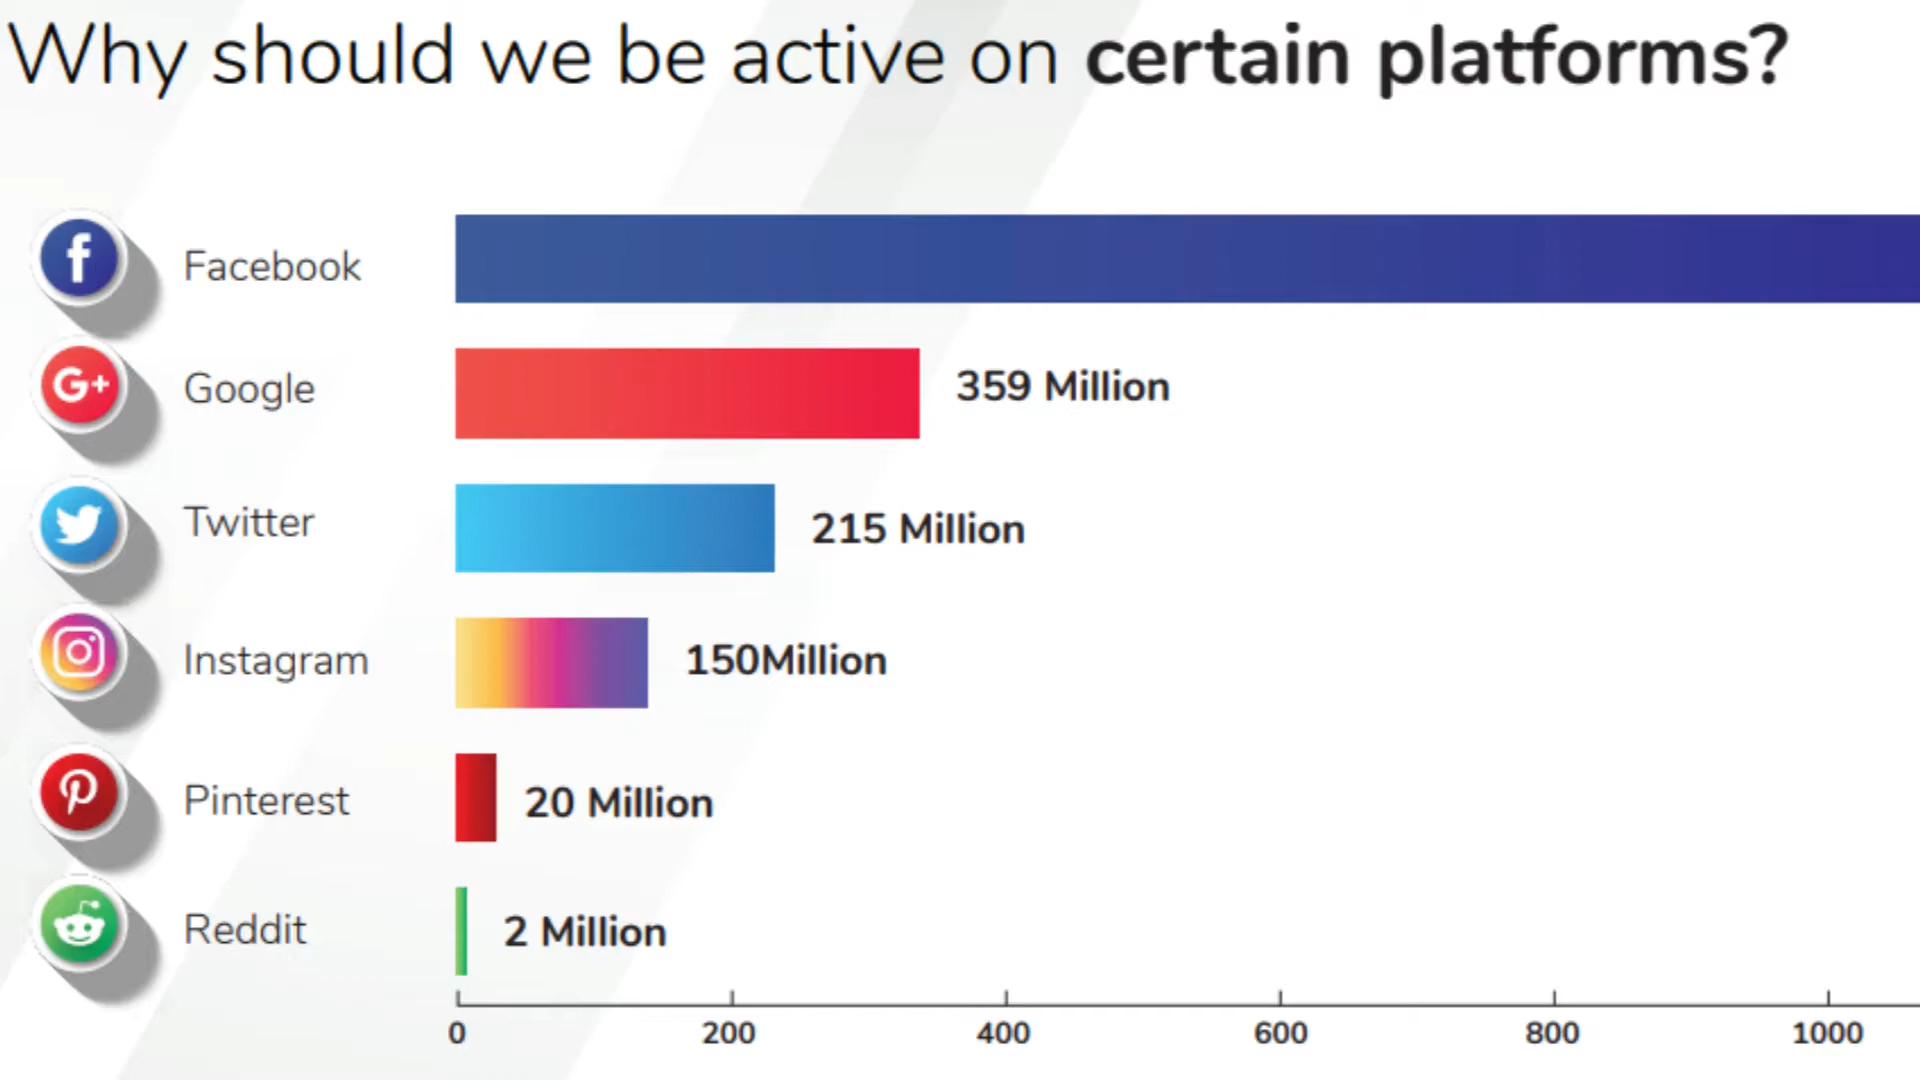 Why should we be active on certain platforms?
f Facebook
G+ Google
359 Million
Twitter
215 Million
Instagram
150Million
Pinterest
20 Million
Reddit
2 Million
0 200 400 600 800 1000